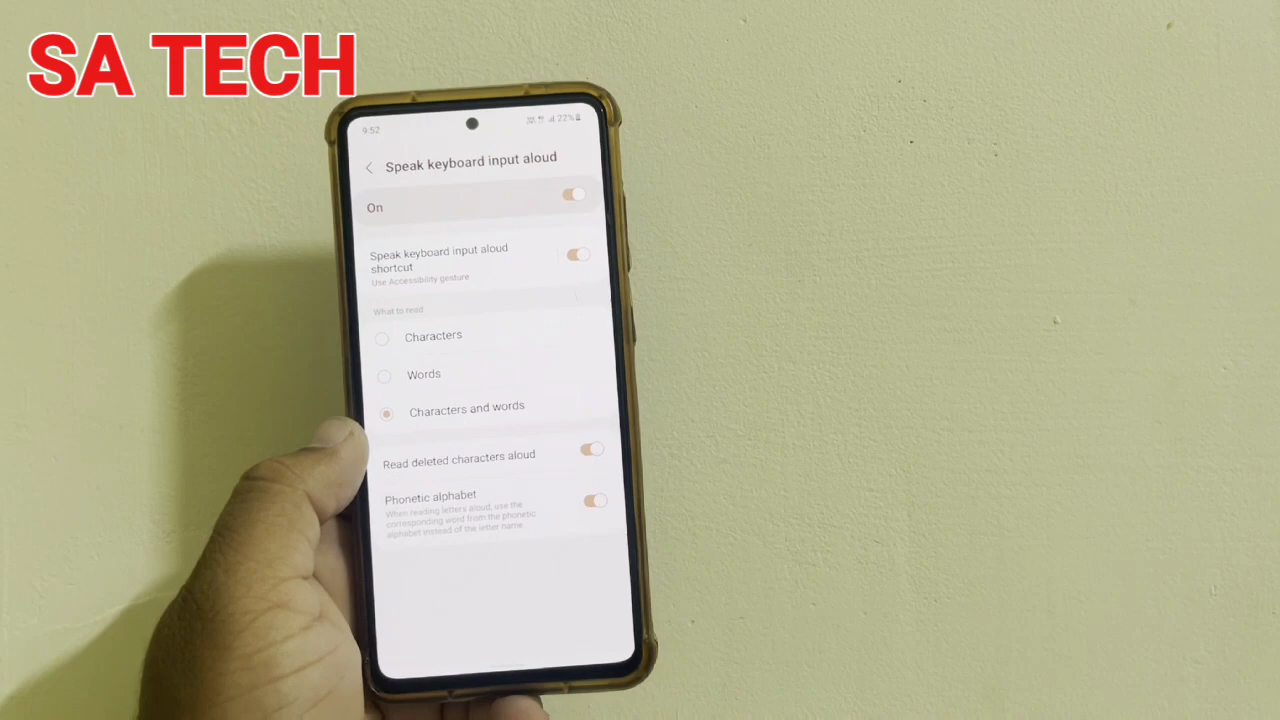 SA TECH
9:52
22%
Speak keyboard input aloud
On
Speak keyboard input aloud
shortcut
Use Accessibility gesture
What to read
Characters
Words
Characters and words
Read deleted characters aloud
Phonetic alphabet
When reading letters aloud, use the
corresponding word from the phonetic
alphabet instead of the letter name.